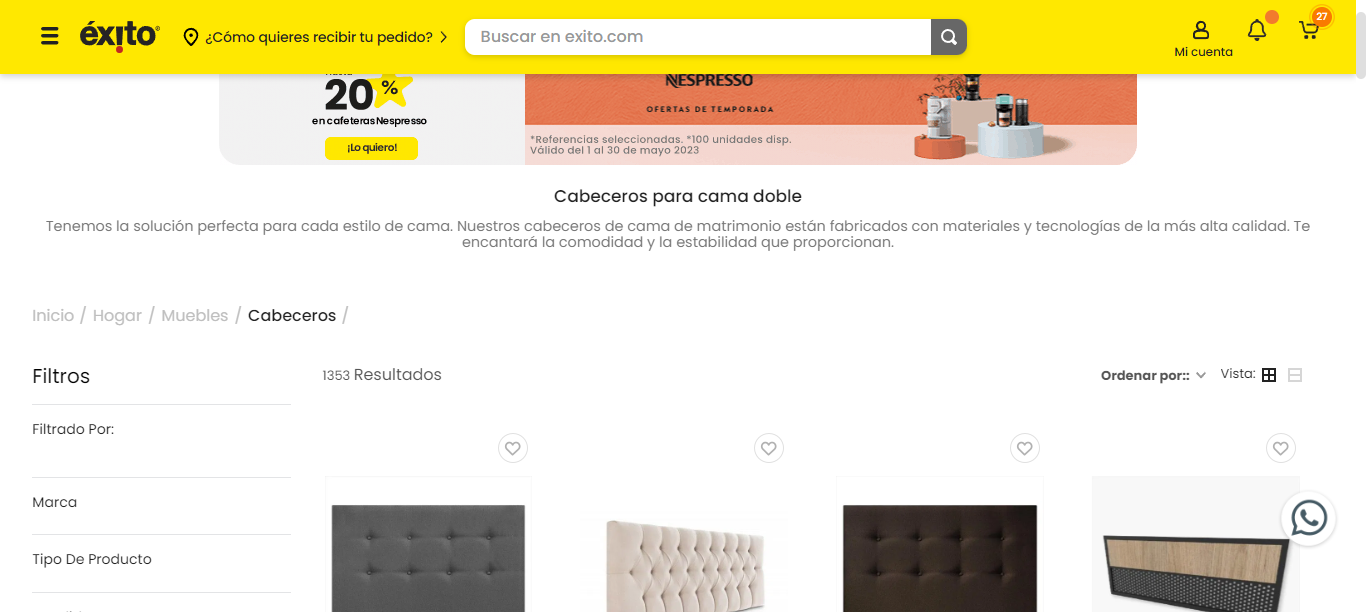 éxito
¿Cómo quieres recibir tu pedido?
Buscar en exito.com
Mi cuenta
27
20 %
en cafeteras Nespresso
¡Lo quiero!
NESPRESSO
OFERTAS DE TEMPORADA
*Referencias seleccionadas. *100 unidades disp.
Válido del 1 al 30 de mayo 2023
Cabeceros para cama doble
Tenemos la solución perfecta para cada estilo de cama. Nuestros cabeceros de cama de matrimonio están fabricados con materiales y tecnologías de la más alta calidad. Te
encantará la comodidad y la estabilidad que proporcionan.
Inicio / Hogar / Muebles / Cabeceros /
Filtros
1353 Resultados
Ordenar por::
Vista:
Filtrado Por:
Marca
Tipo De Producto